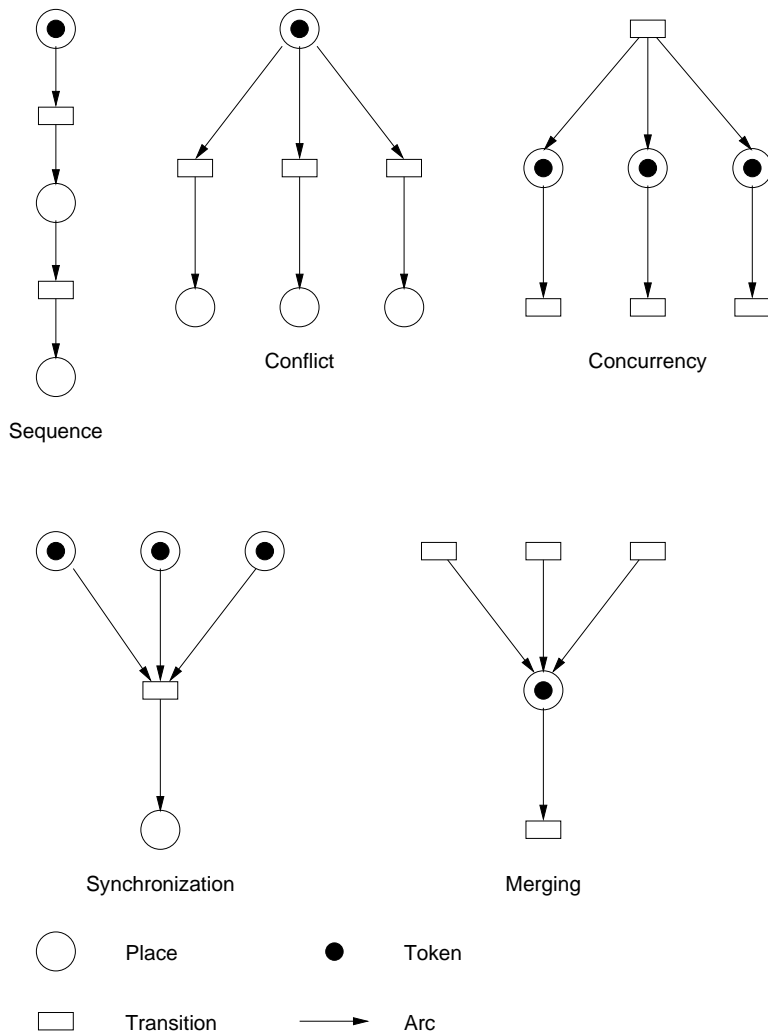 Conflict
Concurrency
Sequence
Synchronization
Merging
Place
Token
Transition
Arc